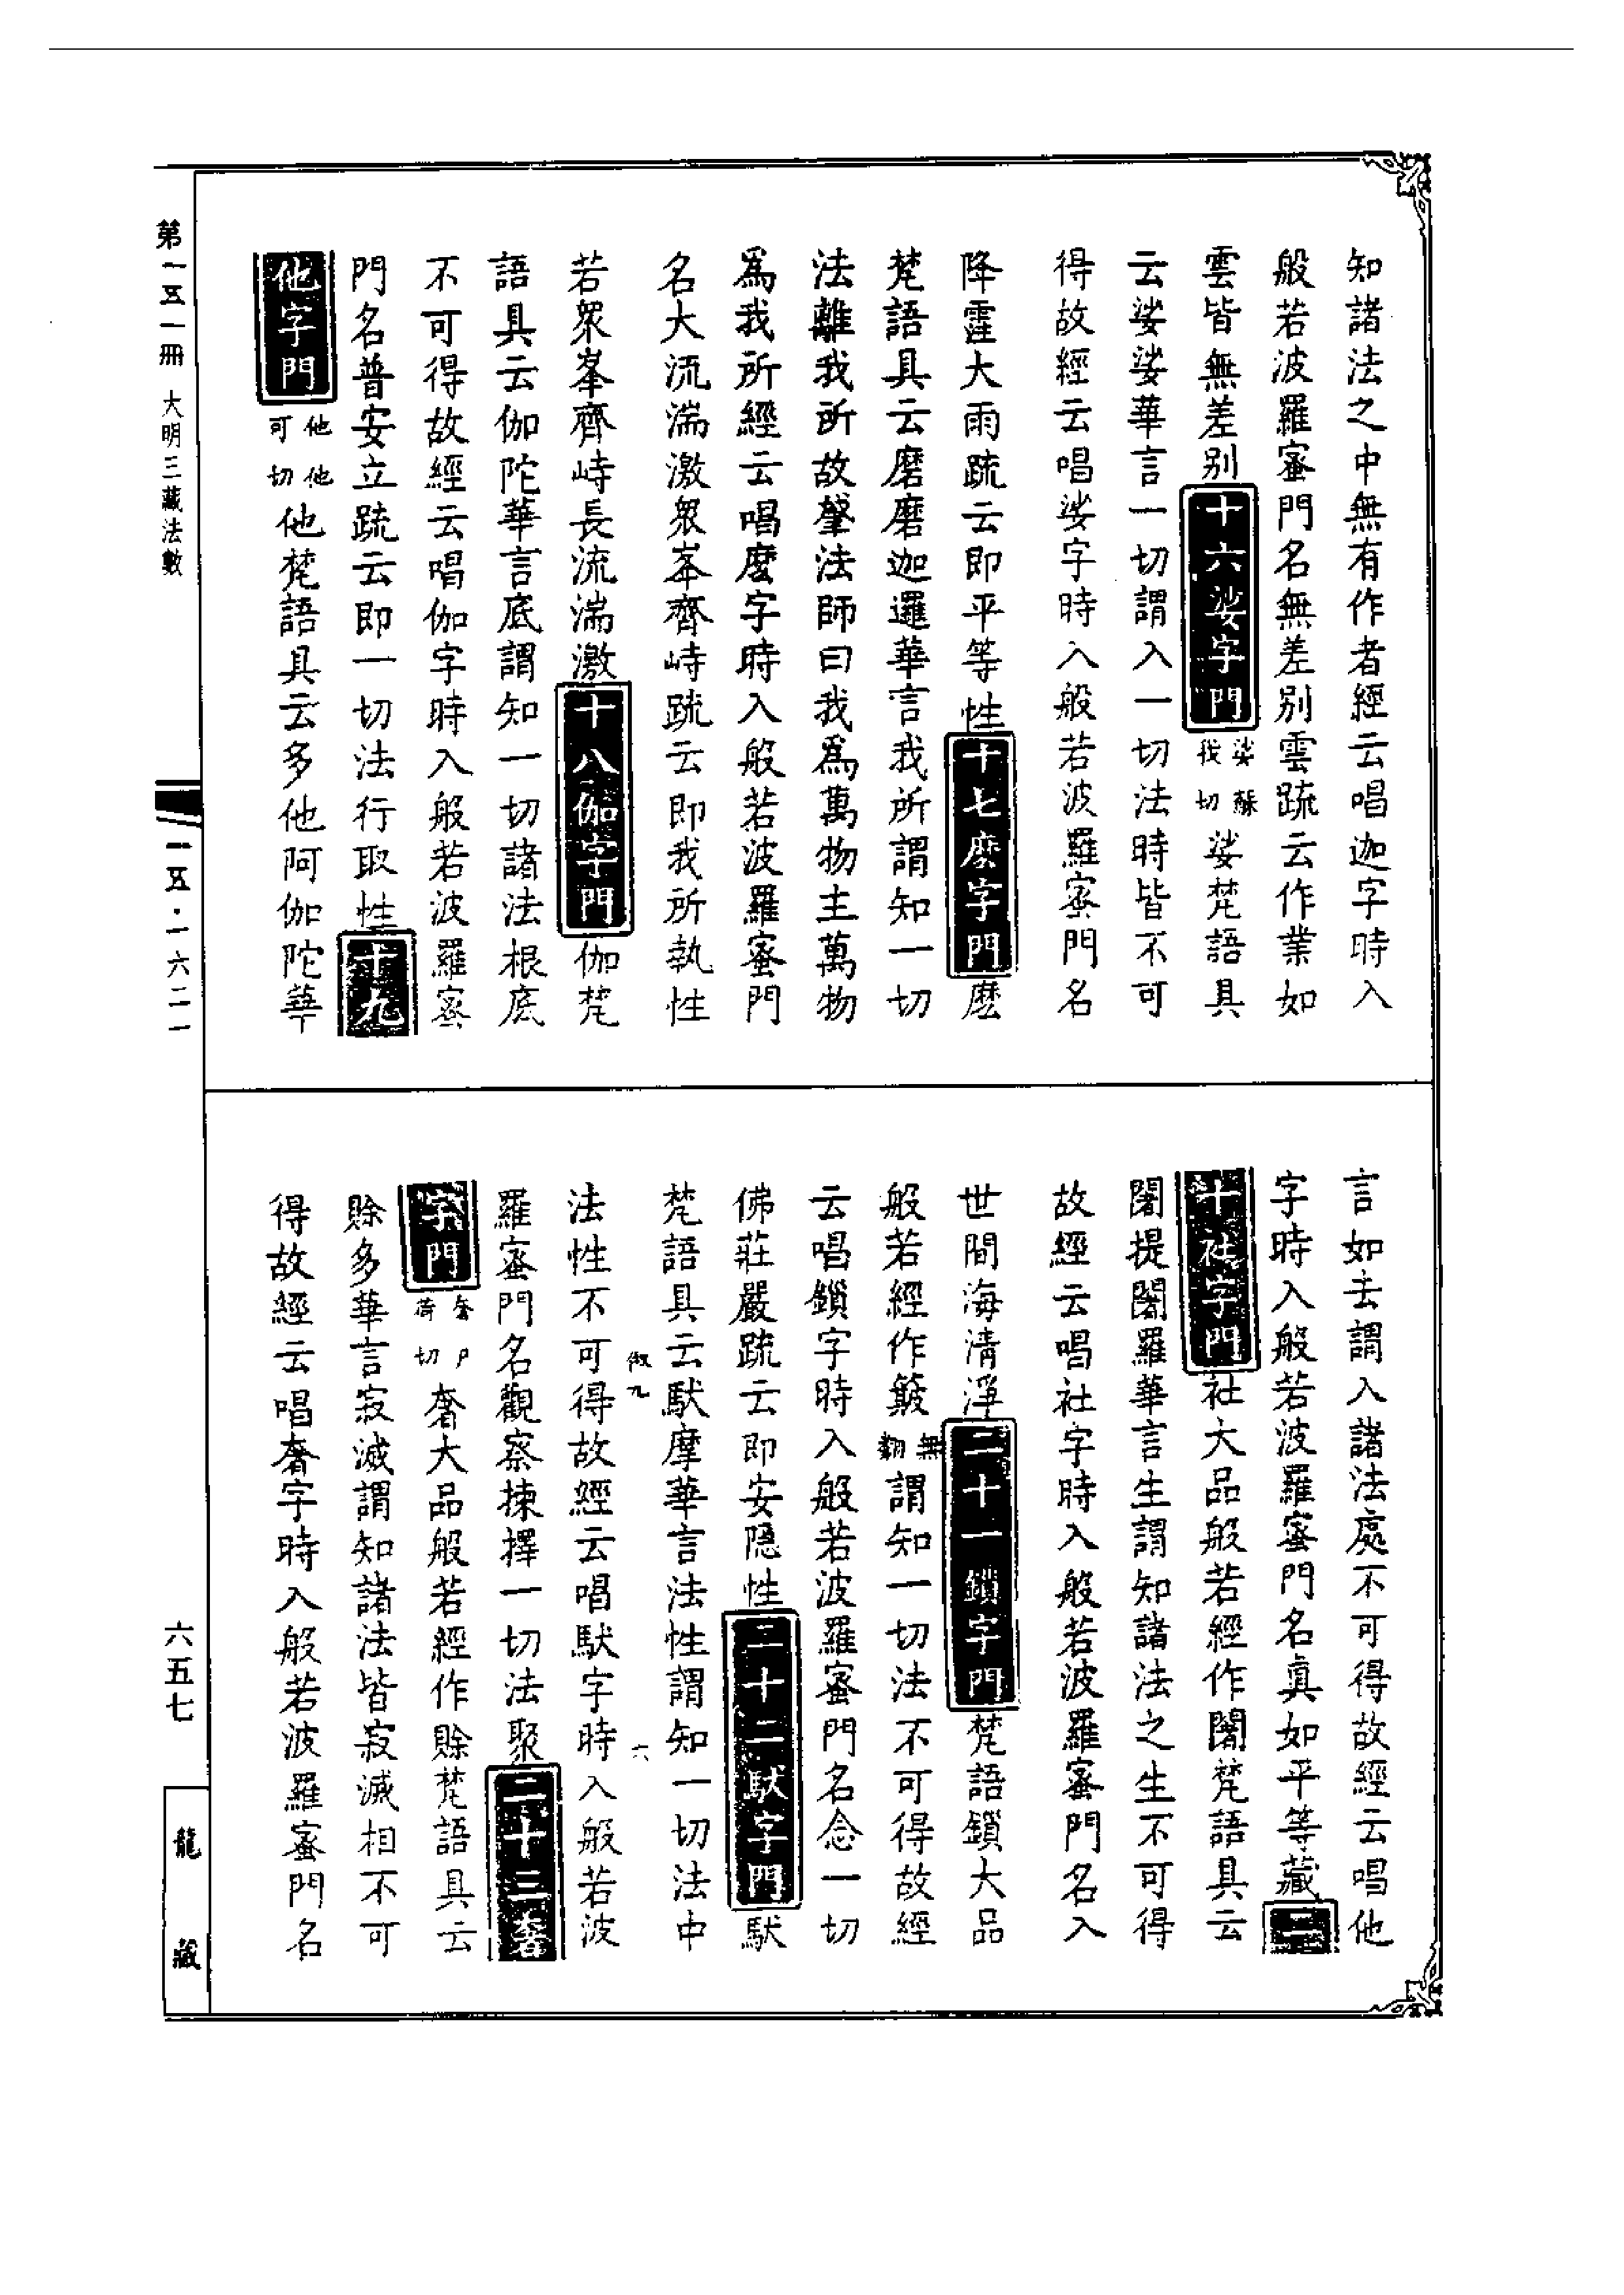 知諸法之中無有作者經云唱迦字時入
般若波羅蜜門名無差別雲疏云作業如
雲皆無差別十六娑字門娑蘇我切娑梵語具
云娑娑華言一切謂入一切法時皆不可
得故經云唱娑字時入般若波羅蜜門名
降霔大雨疏云即平等性十七麼字門麼
梵語具云磨磨迦邏華言我所謂知一切
法離我我所故肇法師曰我為萬物主萬物
為我所經云唱麼字時入般若波羅蜜門
名大流湍激眾峯齊峙疏云即我所執性
若眾峯齊峙長流湍激十八伽字門伽梵
語具云伽陀華言底謂知一切諸法根底
不可得故經云唱伽字時入般若波羅蜜
門名普安立疏云即一切法行取性十九
他字門他他可切他梵語具云多他阿伽陀華
言如去謂入諸法處不可得故經云唱他
字時入般若波羅蜜門名真如平等藏二
十社字門社大品般若經作闍梵語具云
闍提闍羅華言生謂知諸法之生不可得
故經云唱社字時入般若波羅蜜門名入
世間海清淨二十一鎖字門梵語鎖大品
般若經作簸無翻謂知一切法不可得故經
云唱鎖字時入般若波羅蜜門名念一切
佛莊嚴疏云即安隱性二十二馱字門馱
梵語具云馱摩華言法性謂知一切法中
法性不可得故經云唱馱字時入般若波
羅蜜門名觀察揀擇一切法聚二十三奢
字門奢尸荷切奢大品般若經作賒梵語具云
賒多華言寂滅謂知諸法皆寂滅相不可
得故經云唱奢字時入般若波羅蜜門名
第一五一冊 大明三藏法數
一五·一六二一
六五七
龍藏